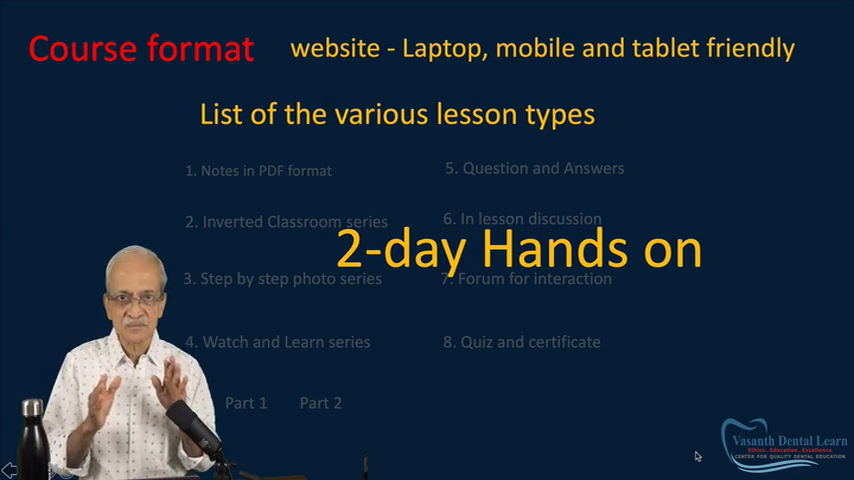 Course format
website - Laptop, mobile and tablet friendly
List of the various lesson types
1. Notes in PDF format
5. Question and Answers
2. Inverted Classroom series
6. In lesson discussion
2-day Hands on
3. Step by step photo series
7. Forum for interaction
4. Watch and Learn series
8. Quiz and certificate
Part 1
Part 2
Vasanth Dental Learn
Ethics . Education . Excellence
CENTER FOR QUALITY DENTAL EDUCATION